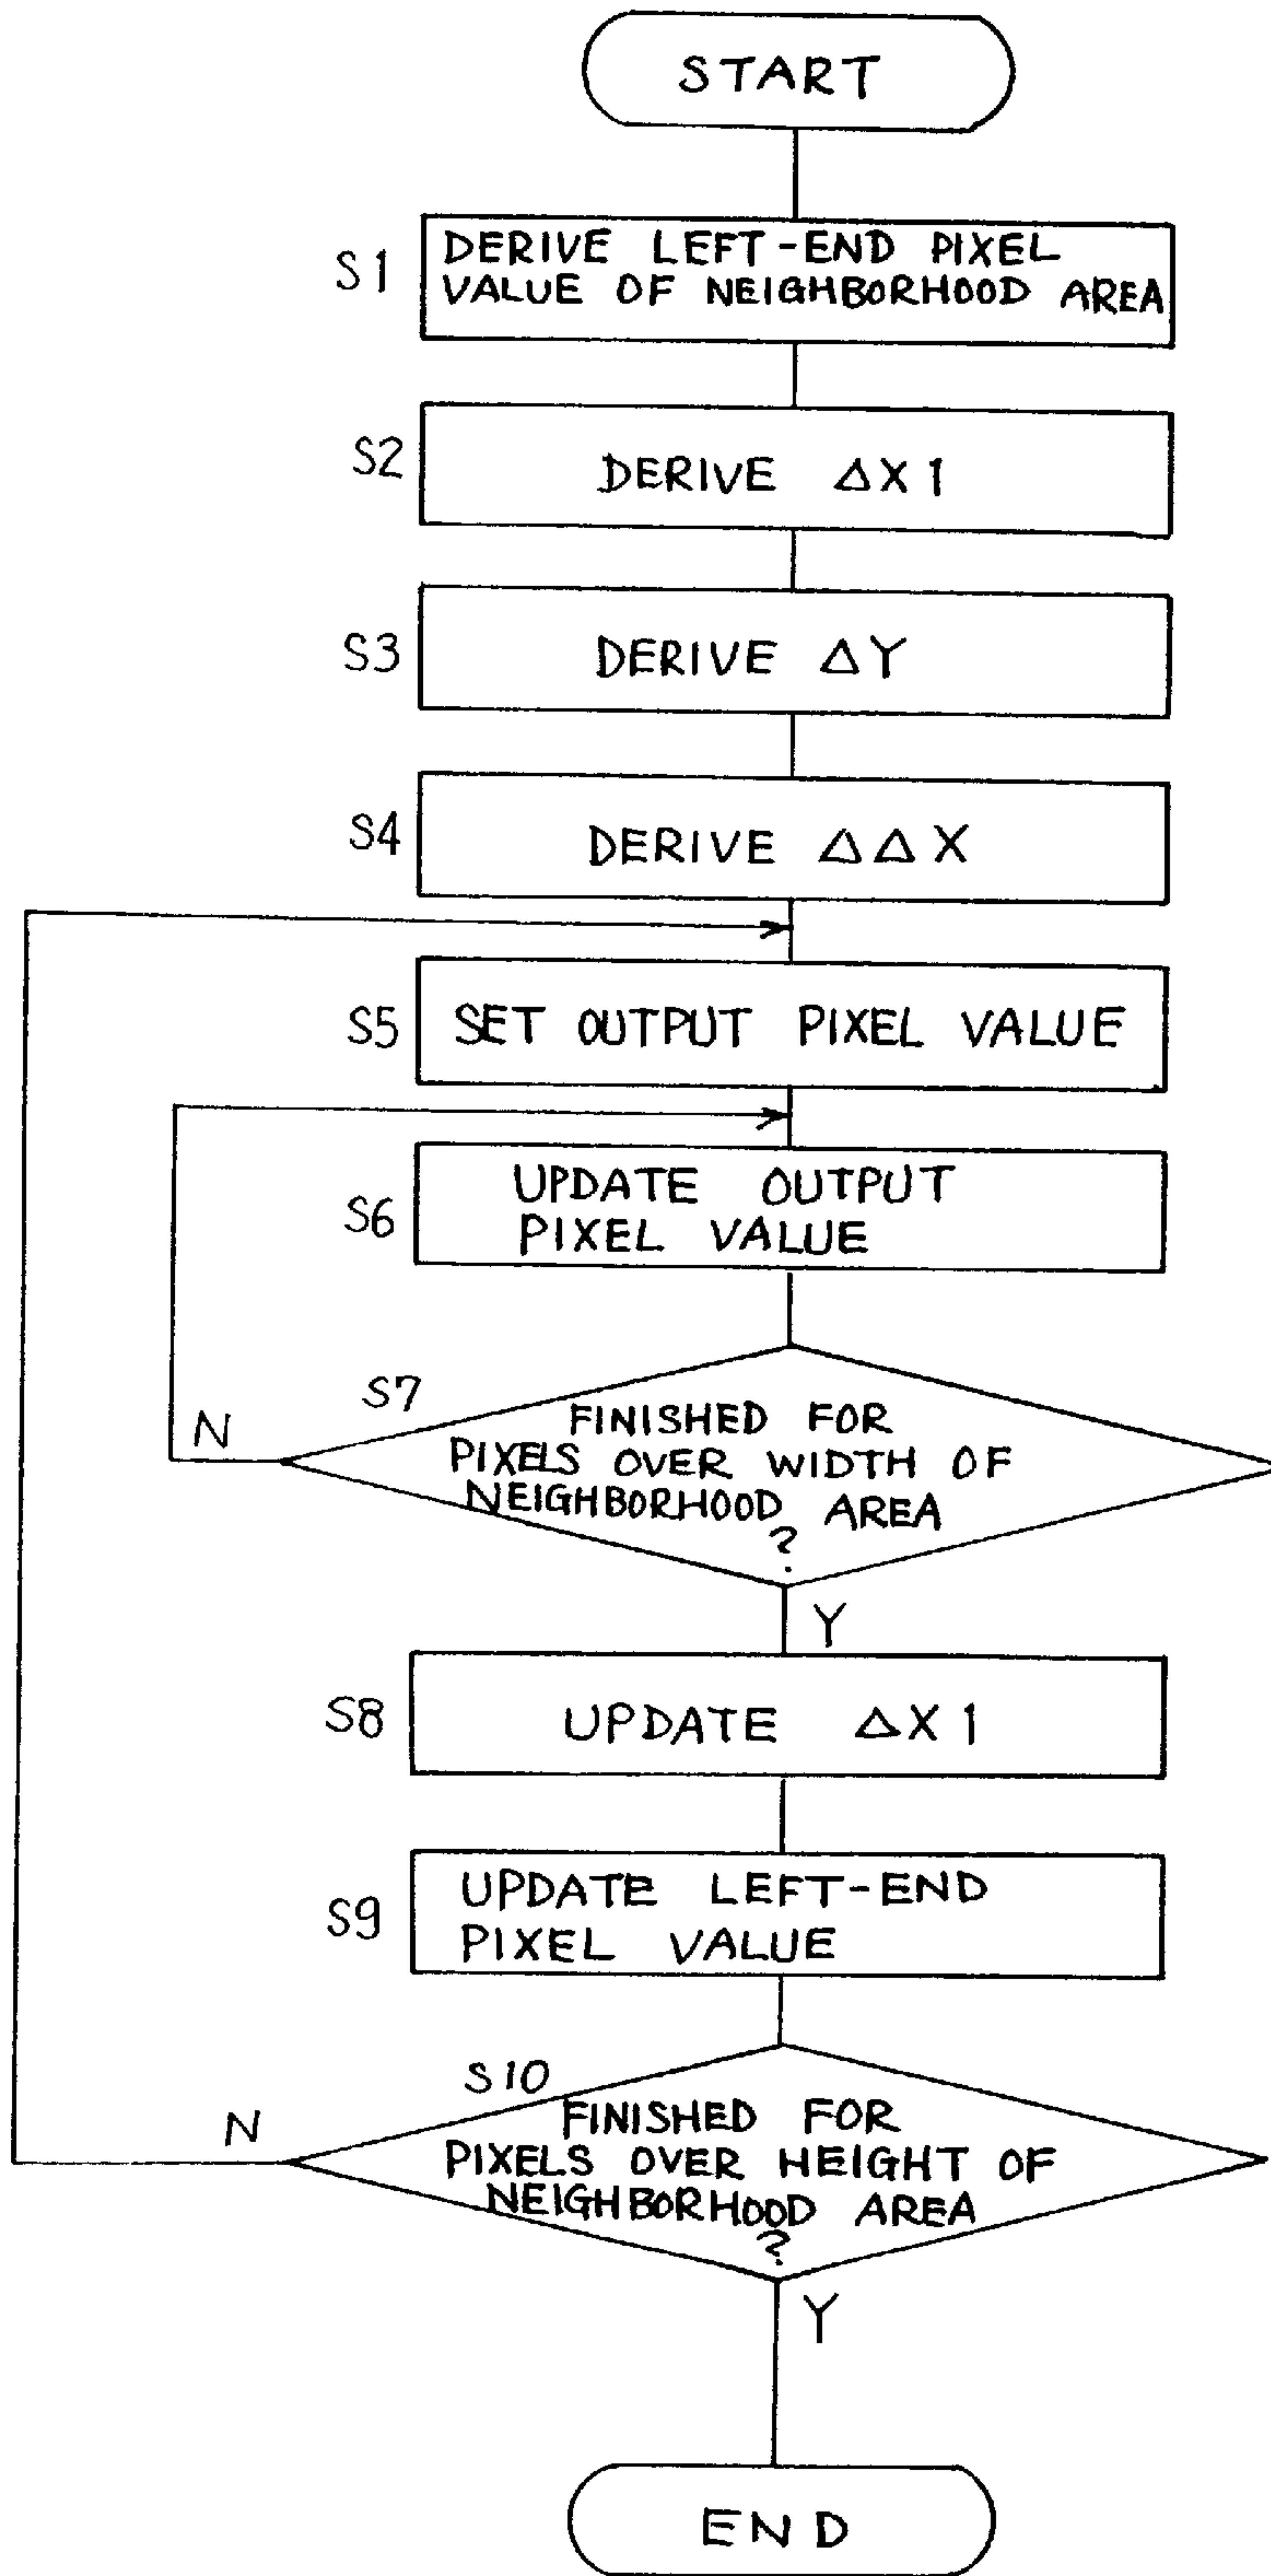 START
S1
DERIVE LEFT-END PIXEL
VALUE OF NEIGHBORHOOD AREA
S2
DERIVE ΔX1
S3
DERIVE ΔY
S4
DERIVE ΔΔX
S5
SET OUTPUT PIXEL VALUE
S6
UPDATE OUTPUT
PIXEL VALUE
S7
N
FINISHED FOR
PIXELS OVER WIDTH OF
NEIGHBORHOOD AREA
?
Y
S8
UPDATE ΔX1
S9
UPDATE LEFT-END
PIXEL VALUE
S10
N
FINISHED FOR
PIXELS OVER HEIGHT OF
NEIGHBORHOOD AREA
?
Y
END